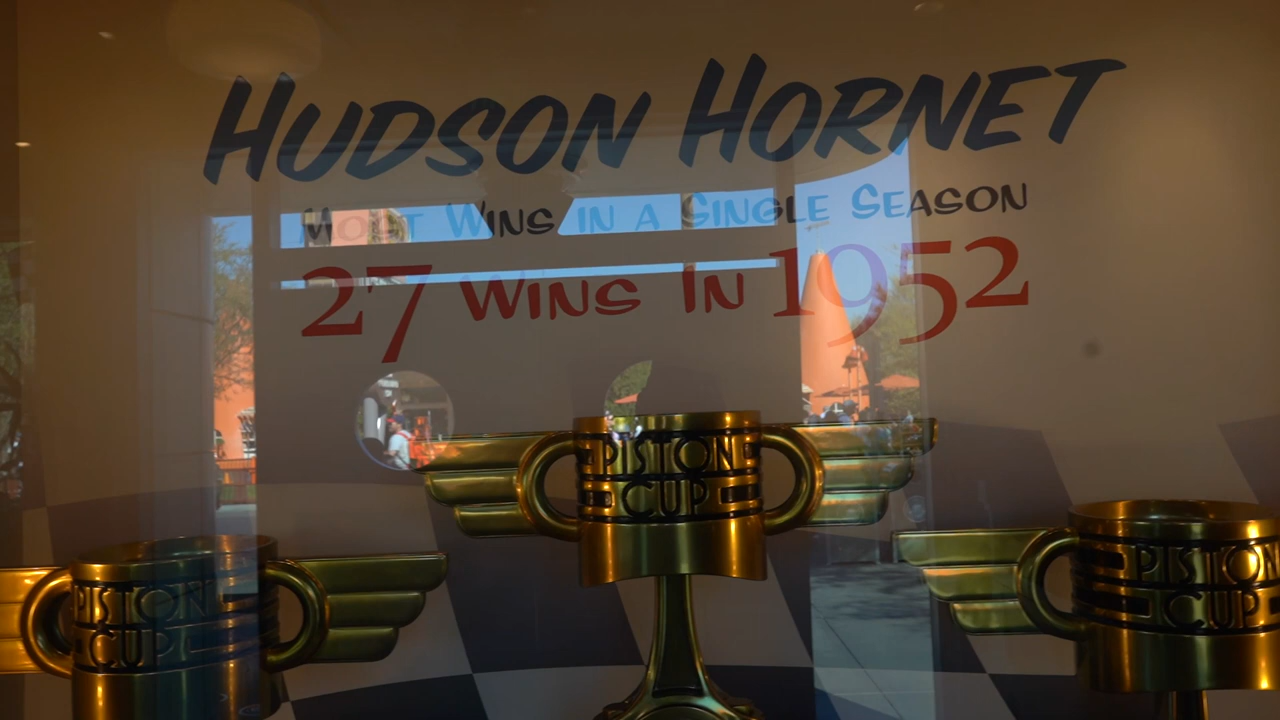 HUDSON HORNET
MOST WINS IN A SINGLE SEASON
27 WINS IN 1952
PISTON
CUP
PISTON
CUP
PISTON
CUP